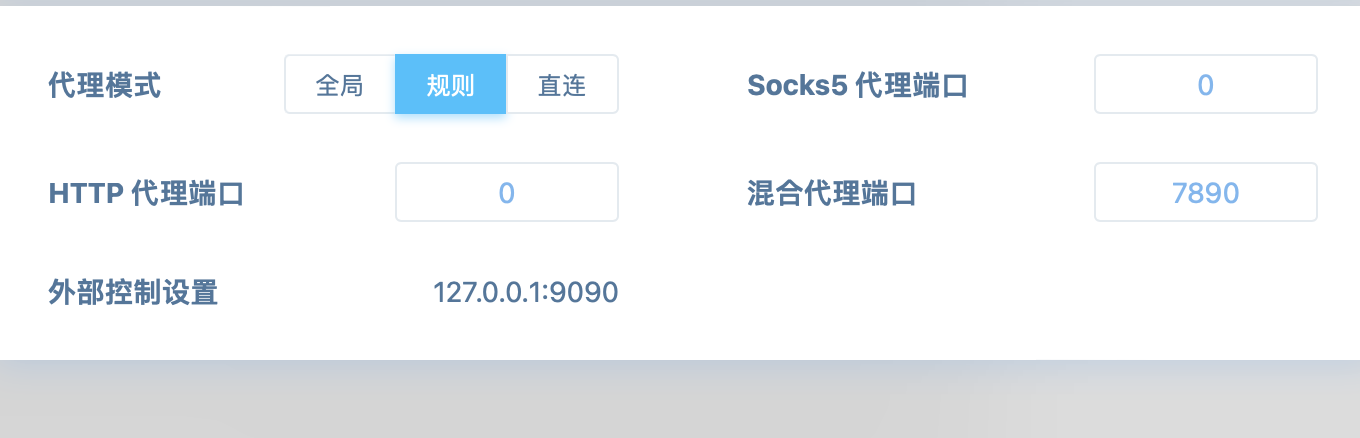 代理模式 全局 规则 直连 Socks5 代理端口 0
HTTP 代理端口 0 混合代理端口 7890
外部控制设置 127.0.0.1:9090